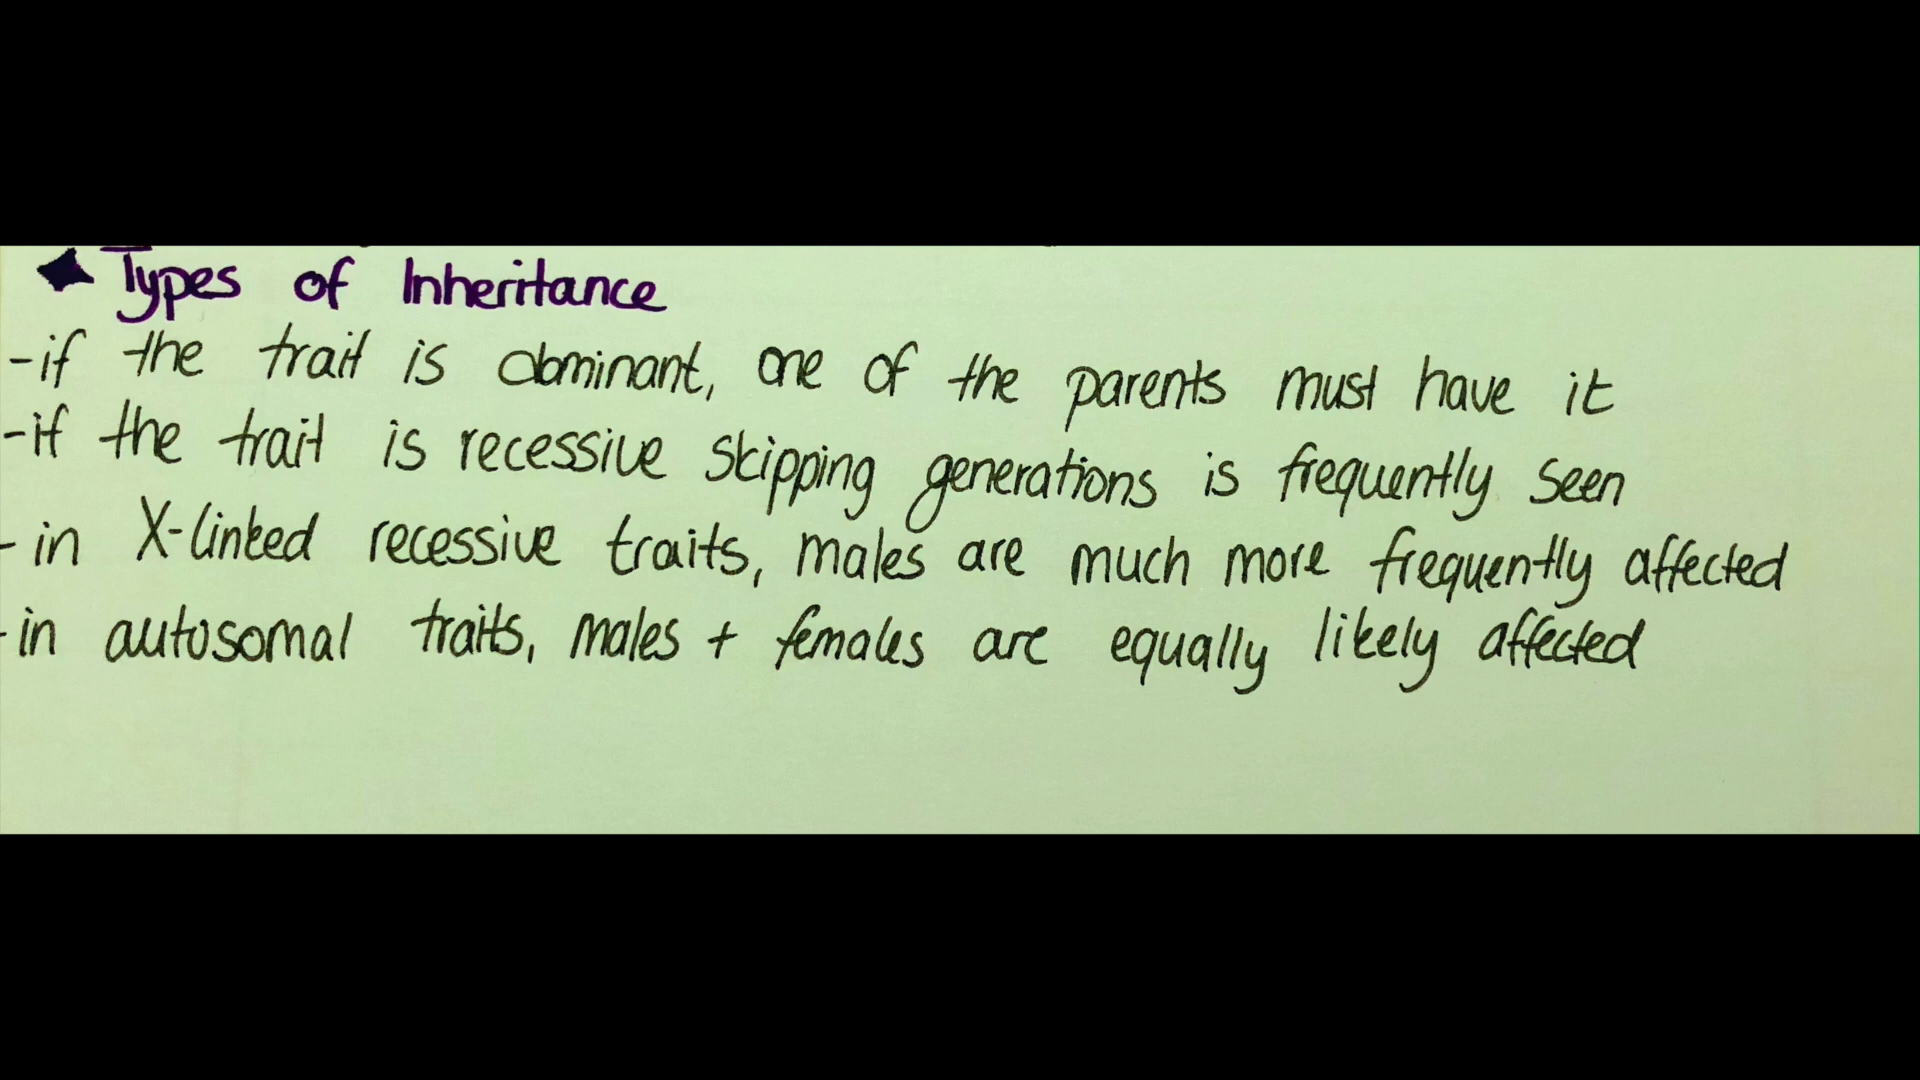 Types of Inheritance
-if the trait is dominant, one of the parents must have it
-if the trait is recessive skipping generations is frequently seen
- in X-linked recessive traits, males are much more frequently affected
- in autosomal traits, males + females are equally likely affected